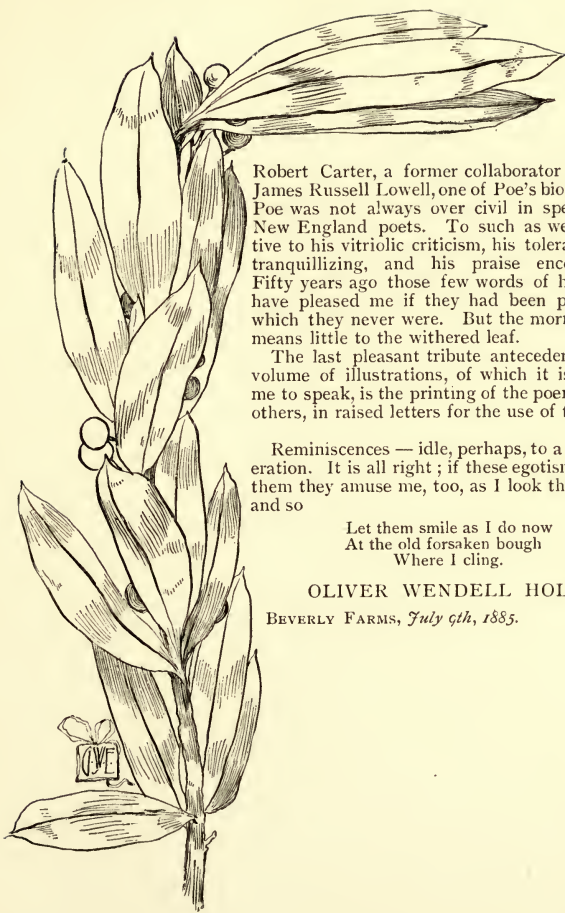 Robert Carter, a former collaborator
James Russell Lowell, one of Poe's bio
Poe was not always over civil in spe
New England poets. To such as we
tive to his vitriolic criticism, his tolera
tranquillizing, and his praise enc
Fifty years ago those few words of h
have pleased me if they had been p
which they never were. But the morn
means little to the withered leaf.
The last pleasant tribute anteceden
volume of illustrations, of which it is
me to speak, is the printing of the poem
others, in raised letters for the use of t
Reminiscences — idle, perhaps, to a
eration. It is all right; if these egotism
them they amuse me, too, as I look th
and so
Let them smile as I do now
At the old forsaken bough
Where I cling.
OLIVER WENDELL HOL
BEVERLY FARMS, July 9th, 1885.